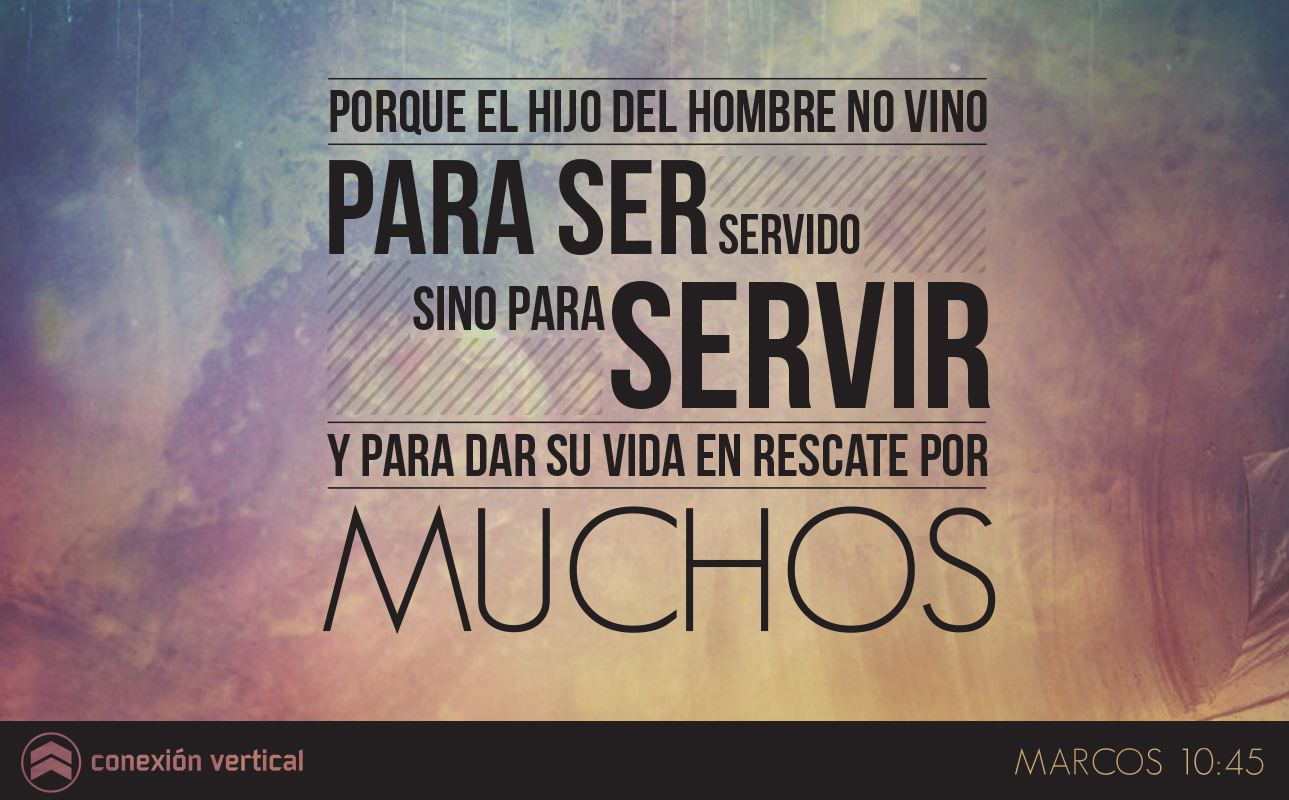 PORQUE EL HIJO DEL HOMBRE NO VINO
PARA SER SERVIDO
SINO PARA SERVIR
Y PARA DAR SU VIDA EN RESCATE POR
MUCHOS
conexión vertical
MARCOS 10:45